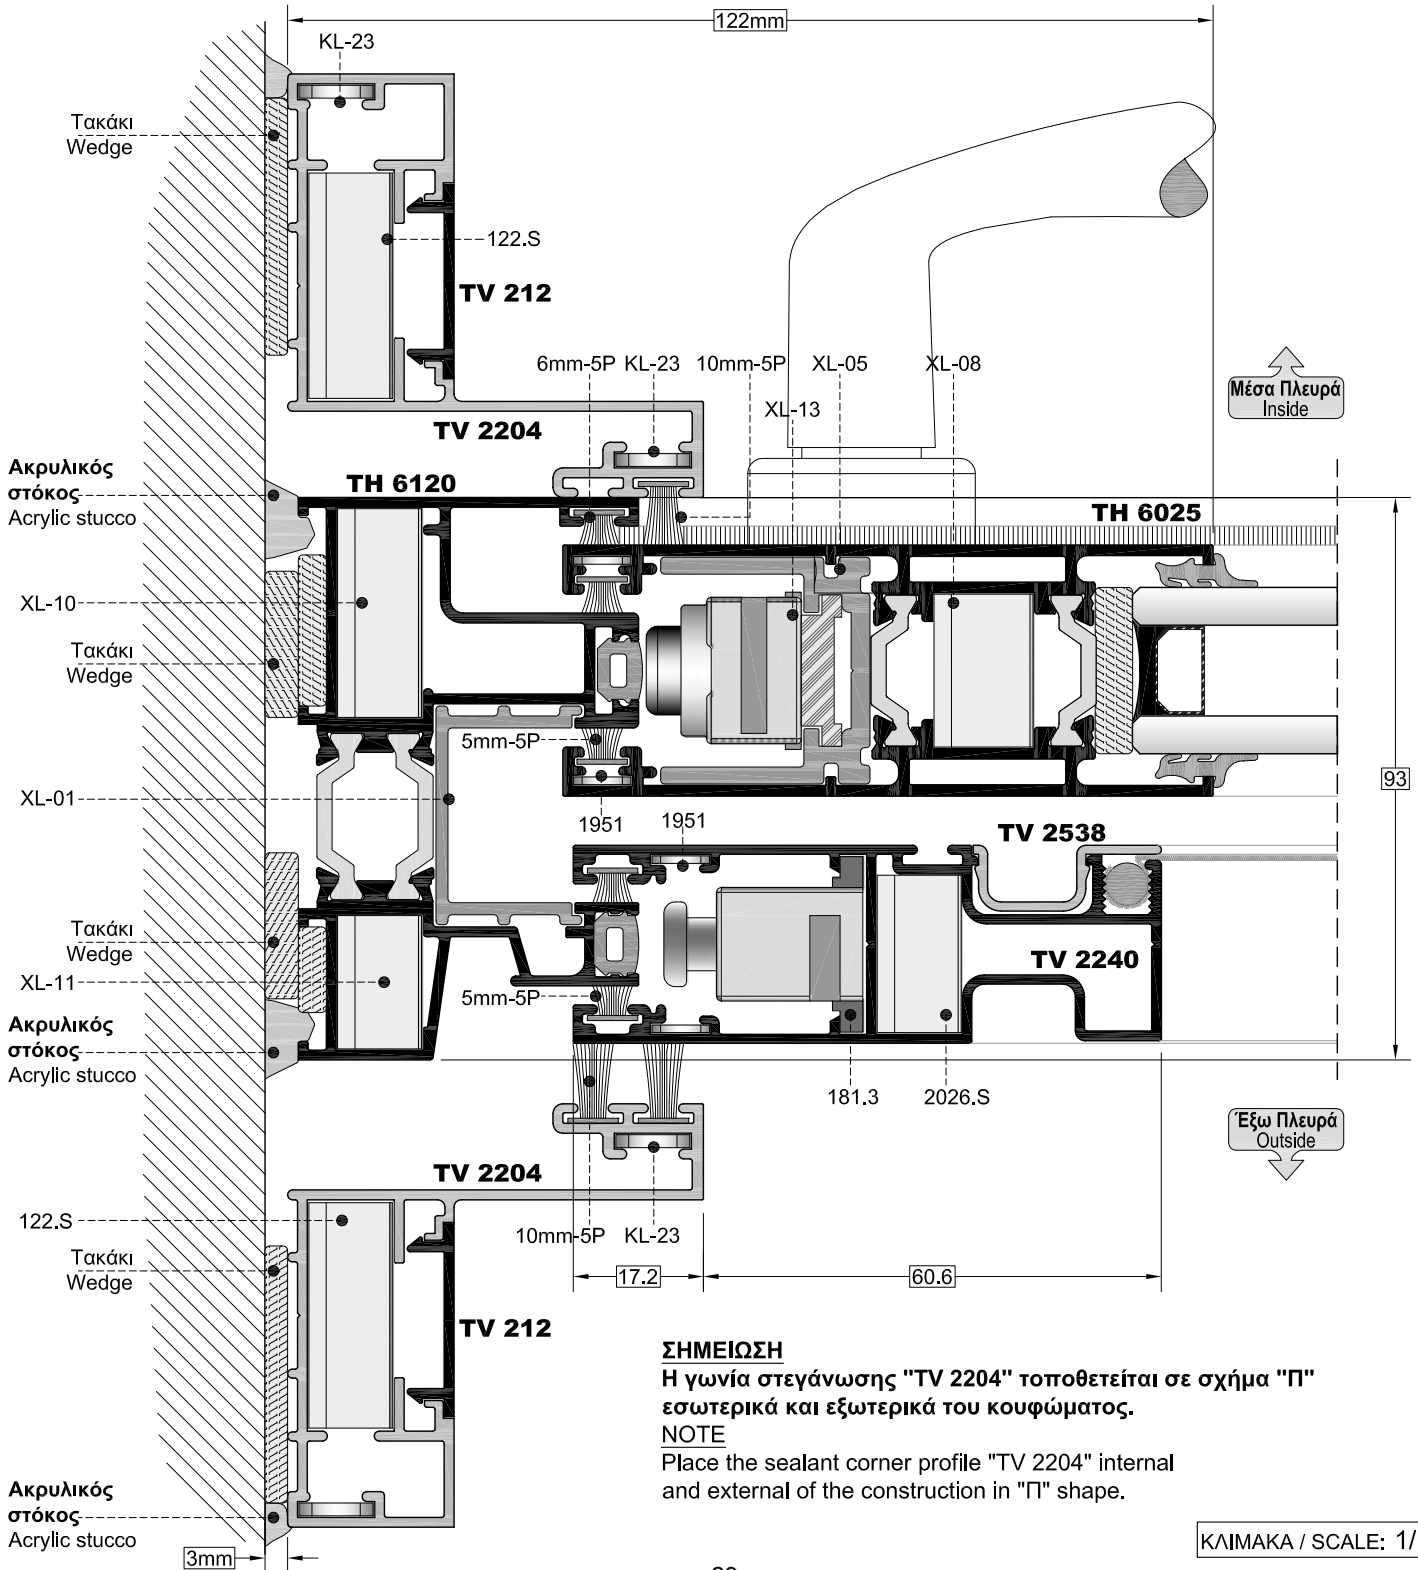 122mm
KL-23
Τακάκι
Wedge
122.S
TV 212
6mm-5P
KL-23
10mm-5P
XL-05
XL-08
XL-13
Μέσα Πλευρά
Inside
TV 2204
Ακρυλικός
στόκος
Acrylic stucco
TH 6120
TH 6025
XL-10
Τακάκι
Wedge
5mm-5P
XL-01
93
1951
1951
TV 2538
Τακάκι
Wedge
TV 2240
XL-11
5mm-5P
Ακρυλικός
στόκος
Acrylic stucco
181.3
2026.S
Έξω Πλευρά
Outside
TV 2204
122.S
10mm-5P
KL-23
Τακάκι
Wedge
17.2
60.6
TV 212
ΣΗΜΕΙΩΣΗ
Η γωνία στεγάνωσης "TV 2204" τοποθετείται σε σχήμα "Π"
εσωτερικά και εξωτερικά του κουφώματος.
NOTE
Place the sealant corner profile "TV 2204" internal
and external of the construction in "Π" shape.
Ακρυλικός
στόκος
Acrylic stucco
3mm
ΚΛΙΜΑΚΑ / SCALE: 1/